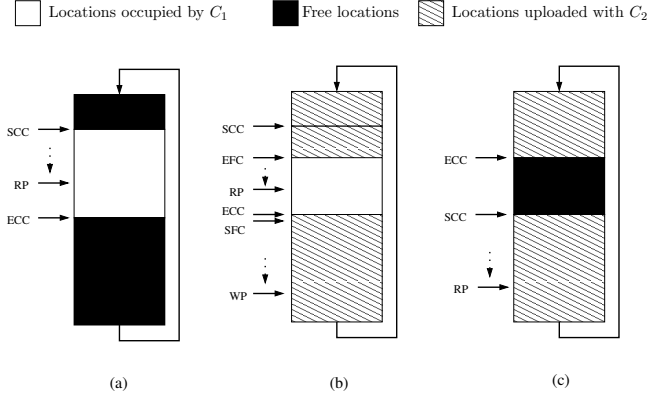 Locations occupied by C1 Free locations Locations uploaded with C2
SCC
RP
ECC
(a)
SCC
EFC
RP
ECC
SFC
WP
(b)
ECC
SCC
RP
(c)